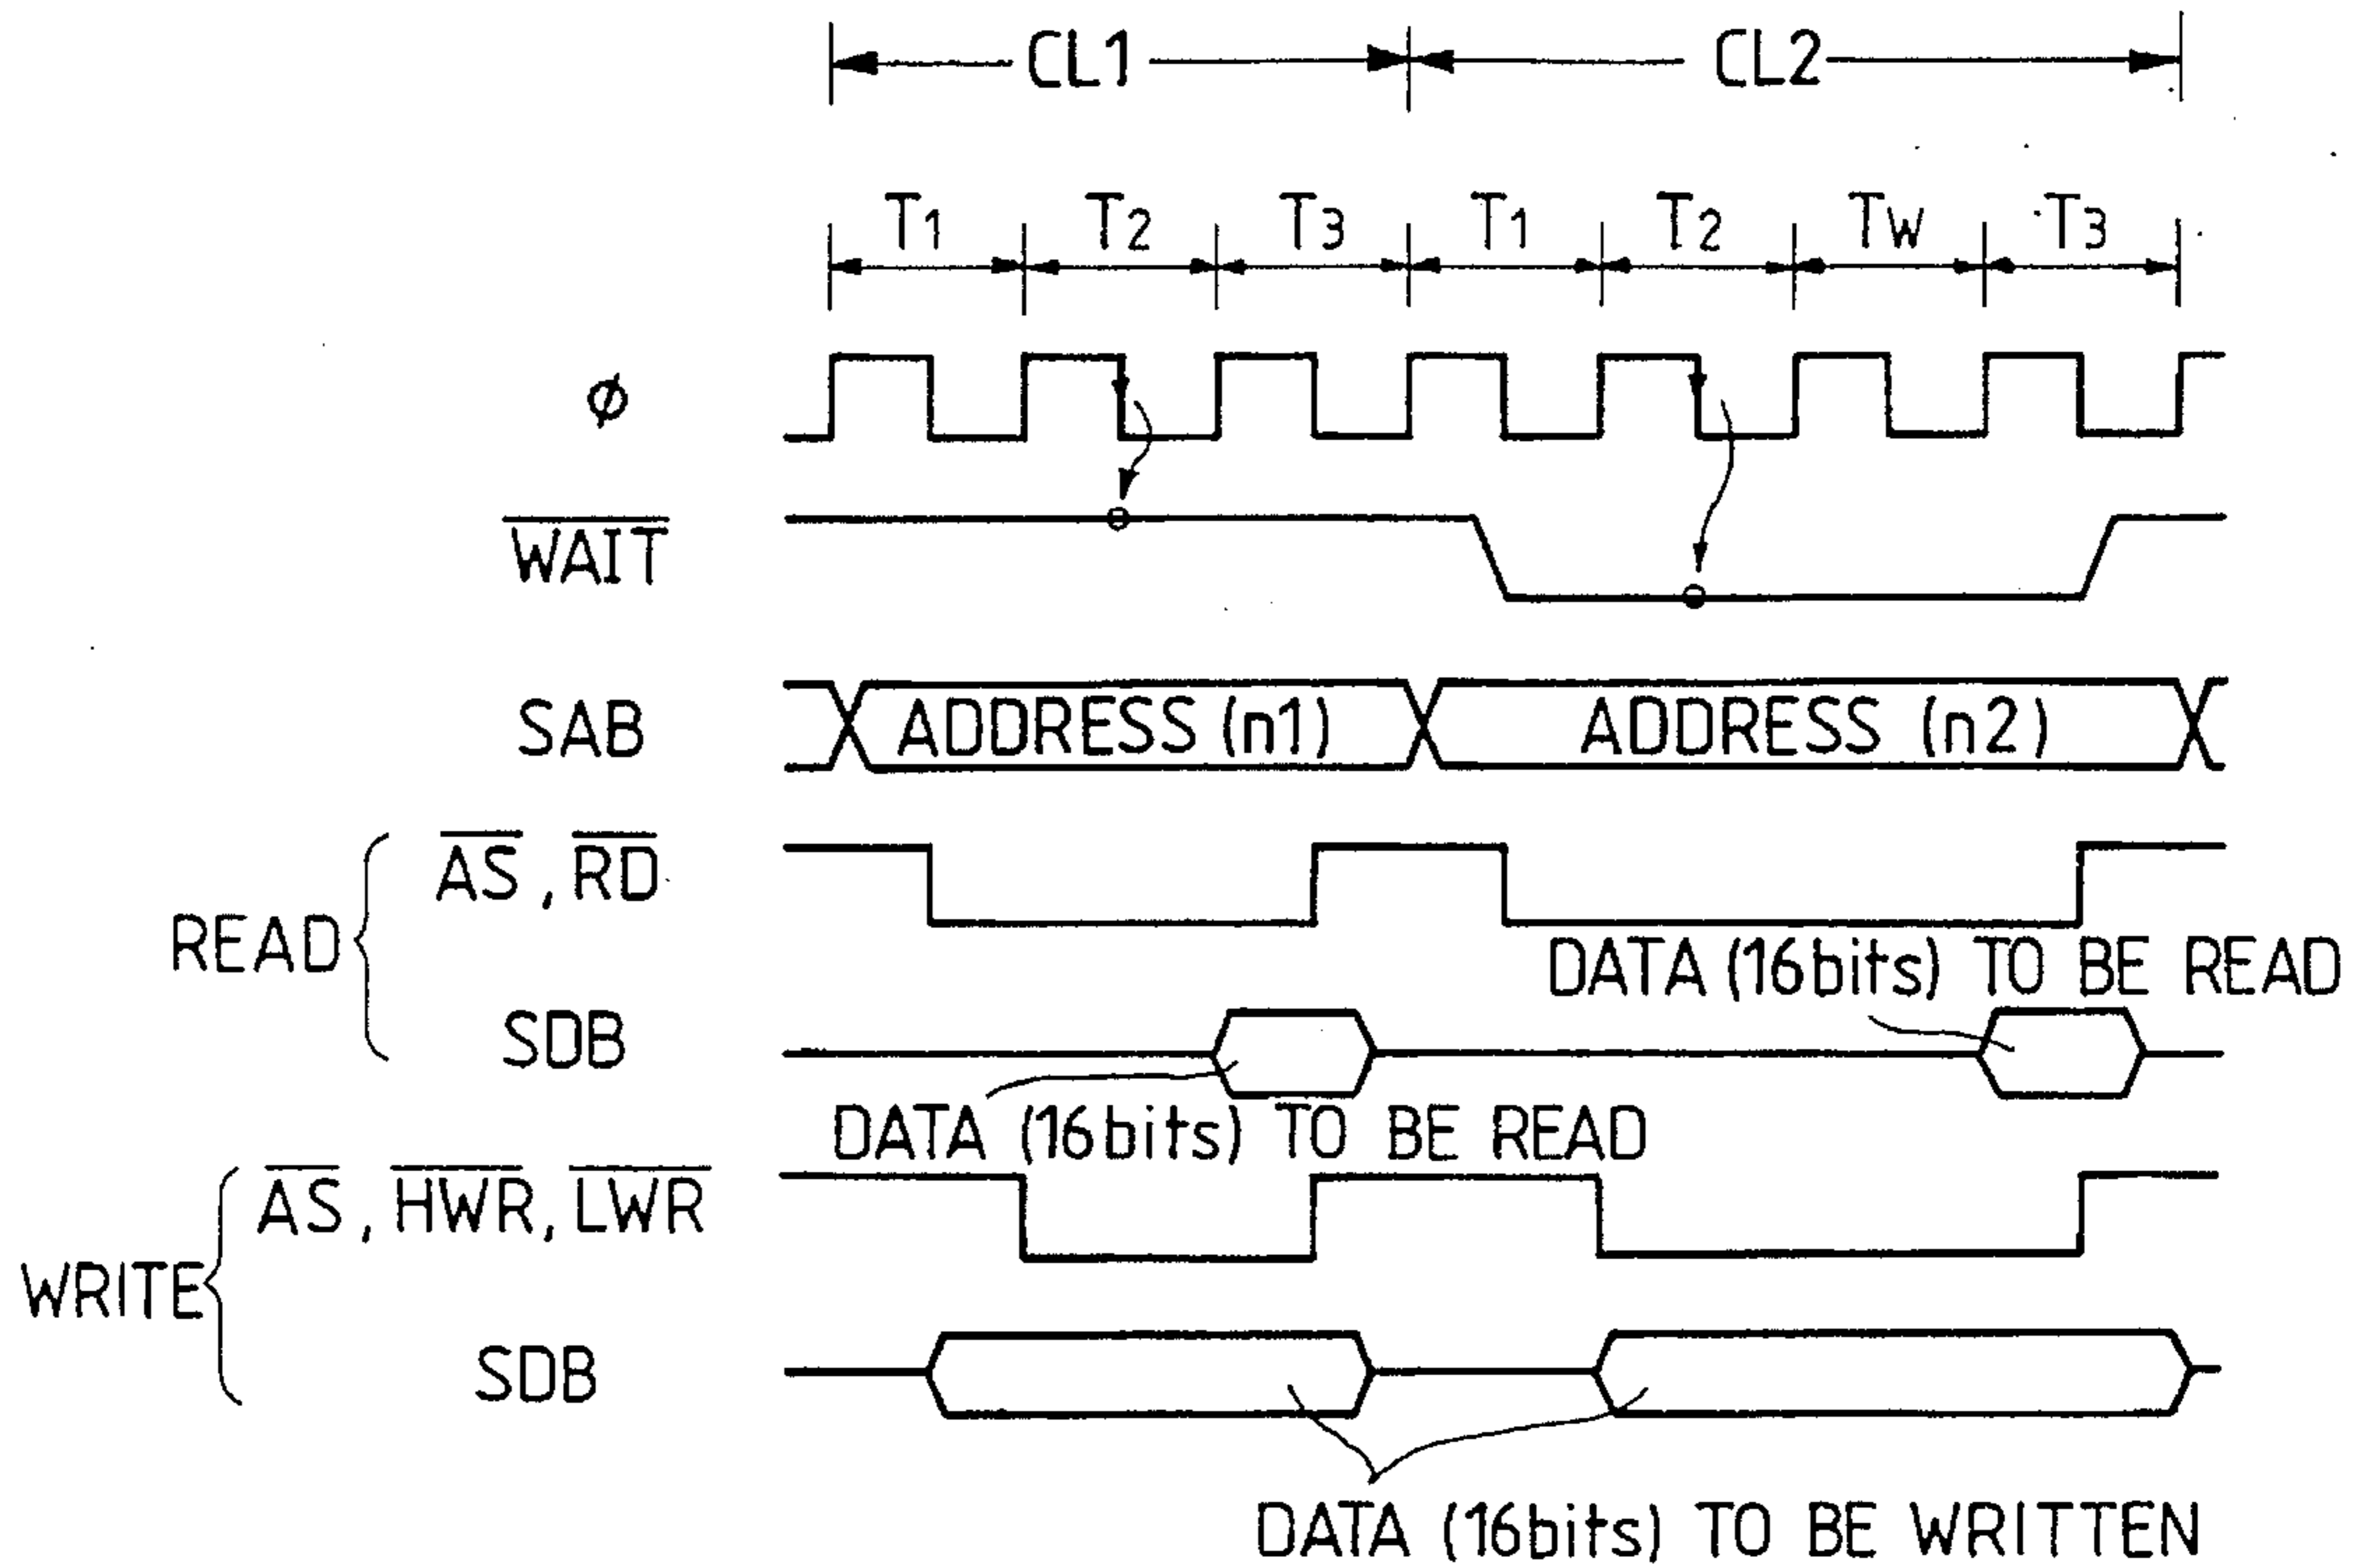 CL1 CL2
T1 T2 T3 T1 T2 TW T3
ϕ
WAIT
SAB ADDRESS (n1) ADDRESS (n2)
AS, RD
READ
DATA (16bits) TO BE READ
SDB
DATA (16bits) TO BE READ
AS, HWR, LWR
WRITE
SDB
DATA (16bits) TO BE WRITTEN